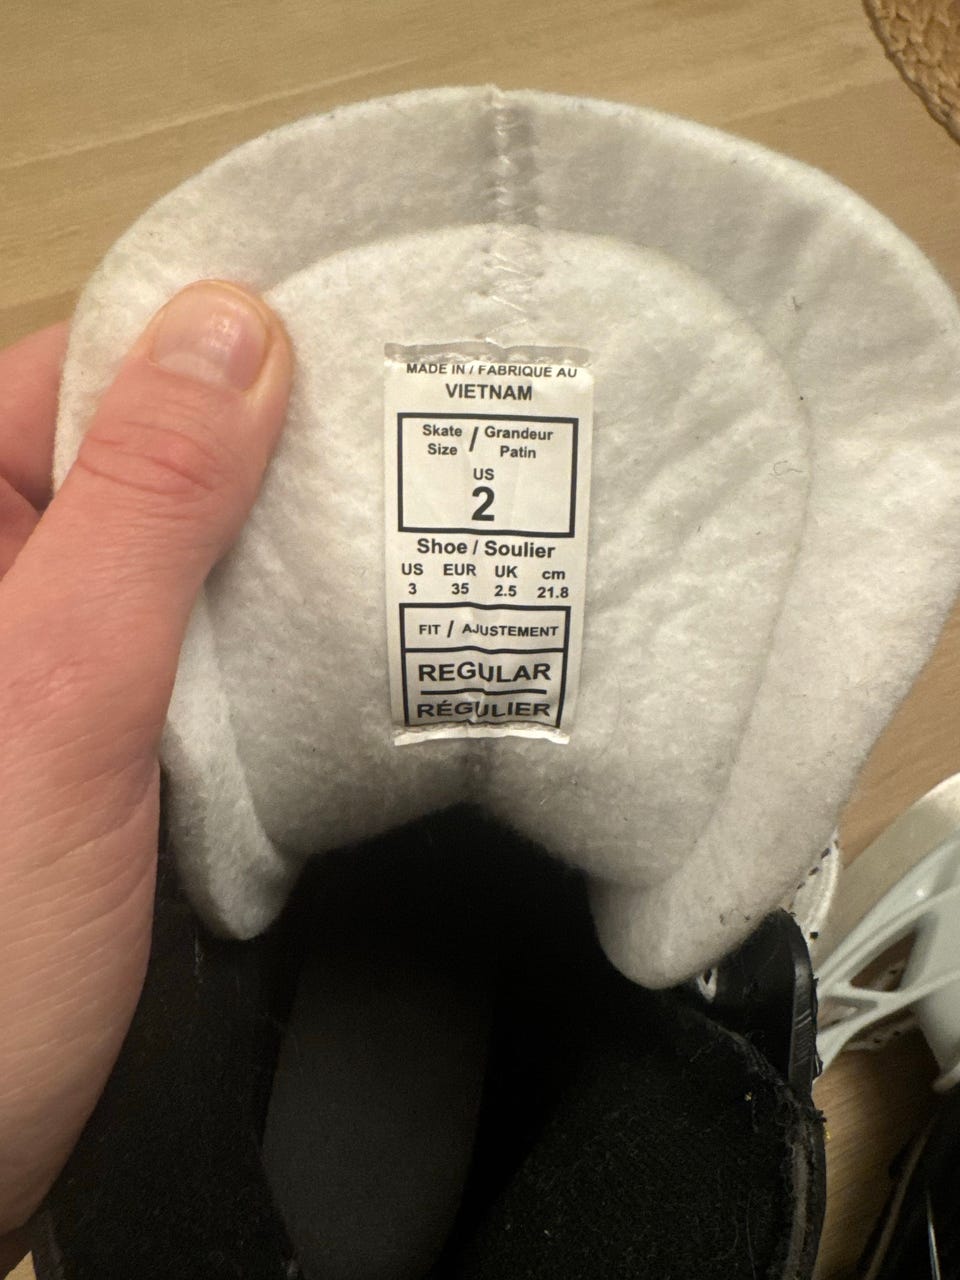 MADE IN / FABRIQUÉ AU
VIETNAM
Skate Size / Grandeur Patin
US
2
Shoe / Soulier
US EUR UK cm
3 35 2.5 21.8
FIT / AJUSTEMENT
REGULAR
RÉGULIER